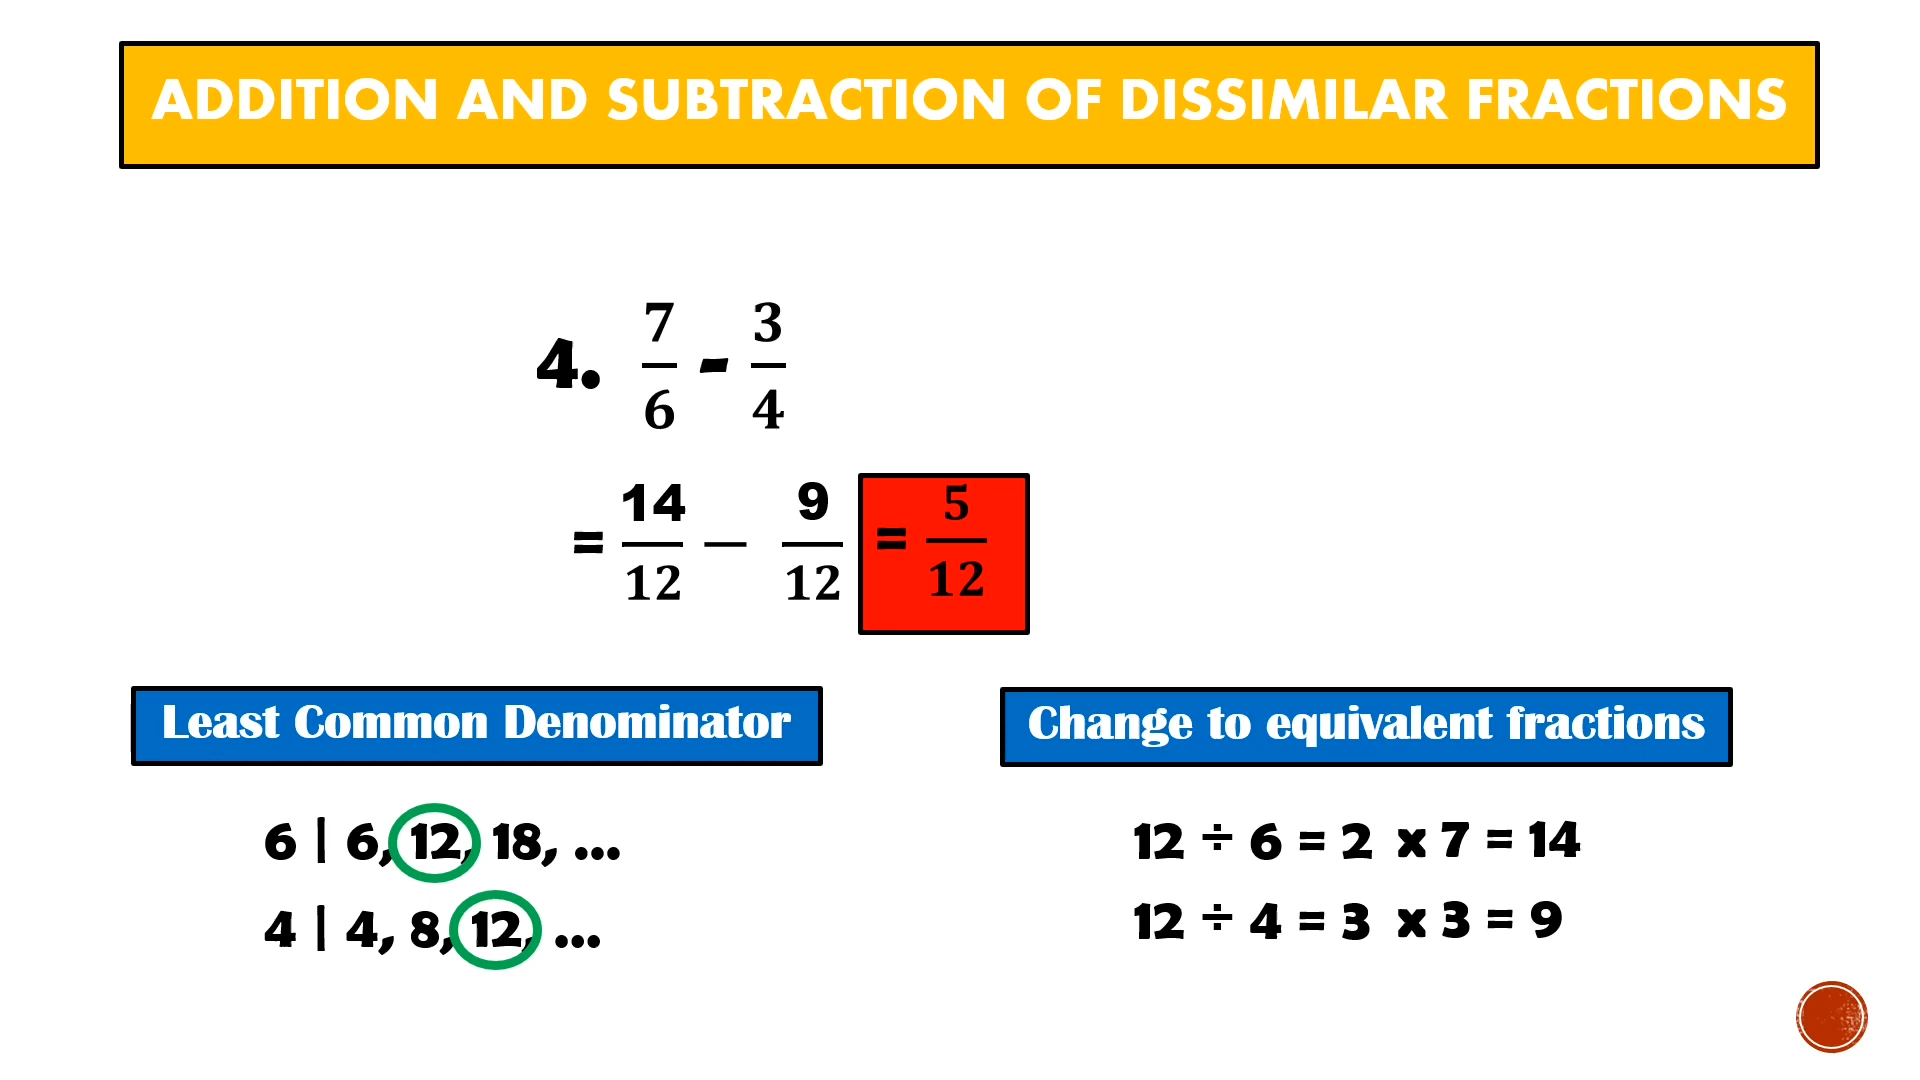 ADDITION AND SUBTRACTION OF DISSIMILAR FRACTIONS
4. 7/6 - 3/4
= 14/12 − 9/12 = 5/12
Least Common Denominator
6 | 6, 12, 18, ...
4 | 4, 8, 12, ...
Change to equivalent fractions
12 ÷ 6 = 2 x 7 = 14
12 ÷ 4 = 3 x 3 = 9